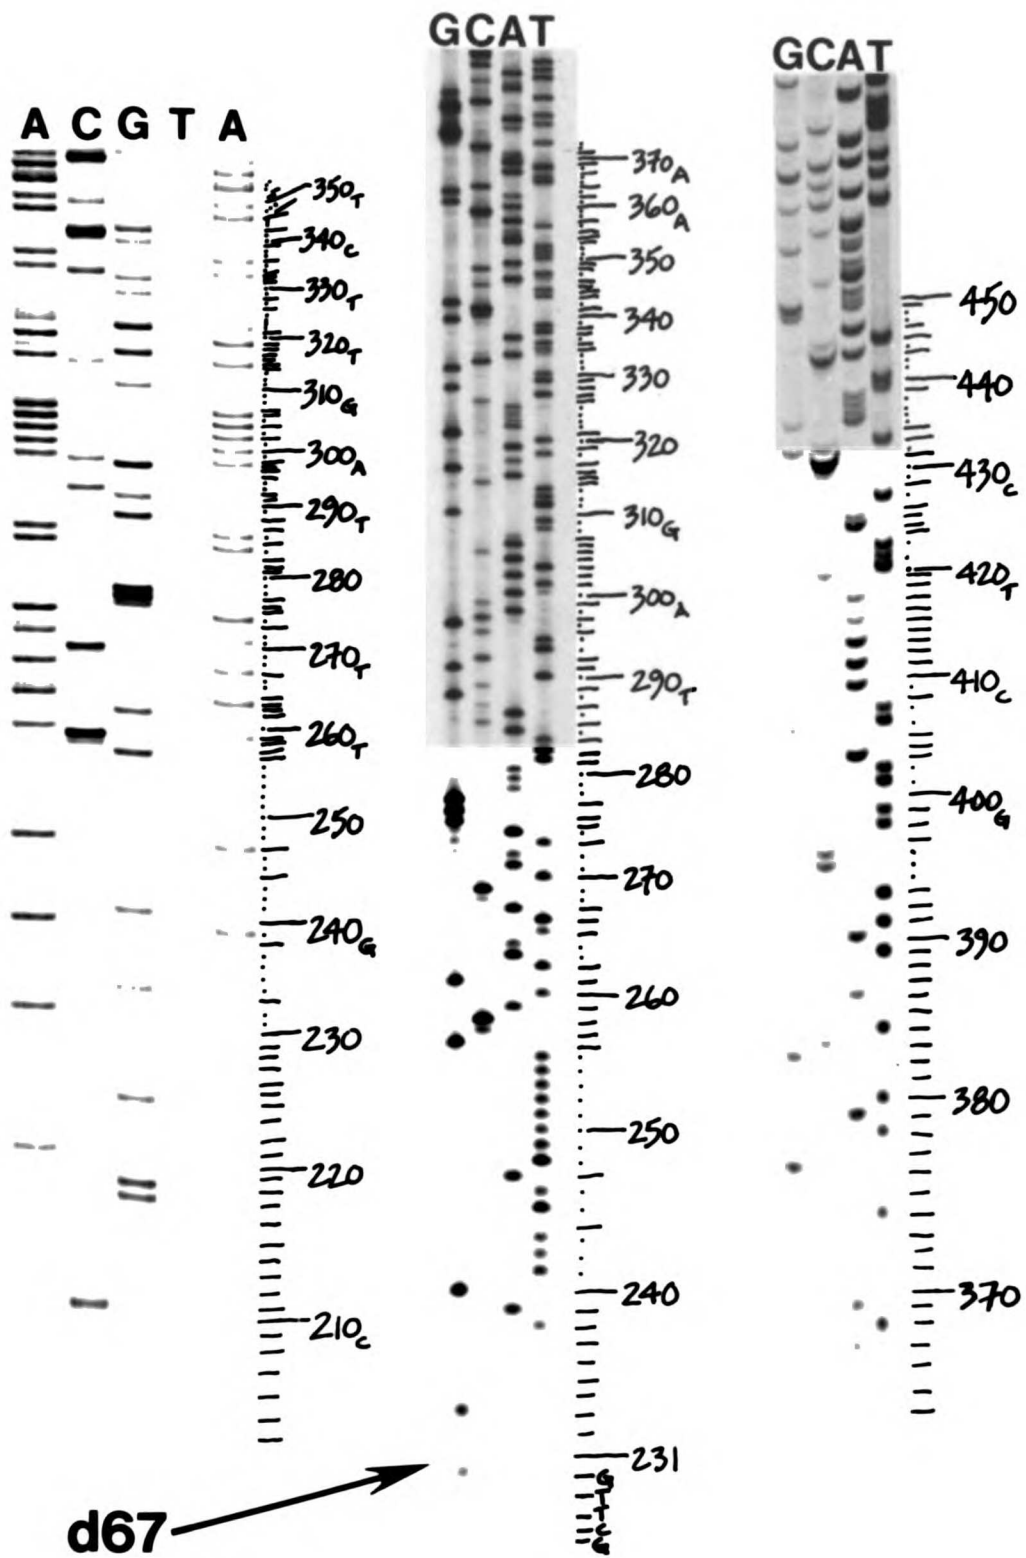 A C G T A
350T
340C
330T
320T
310G
300A
290T
280
270T
260T
250
240G
230
220
210C
GCAT
370A
360A
350
340
330
320
310G
300A
290T
280
270
260
250
240
231
G
T
T
C
G
d67
GCAT
450
440
430C
420T
410C
400G
390
380
370